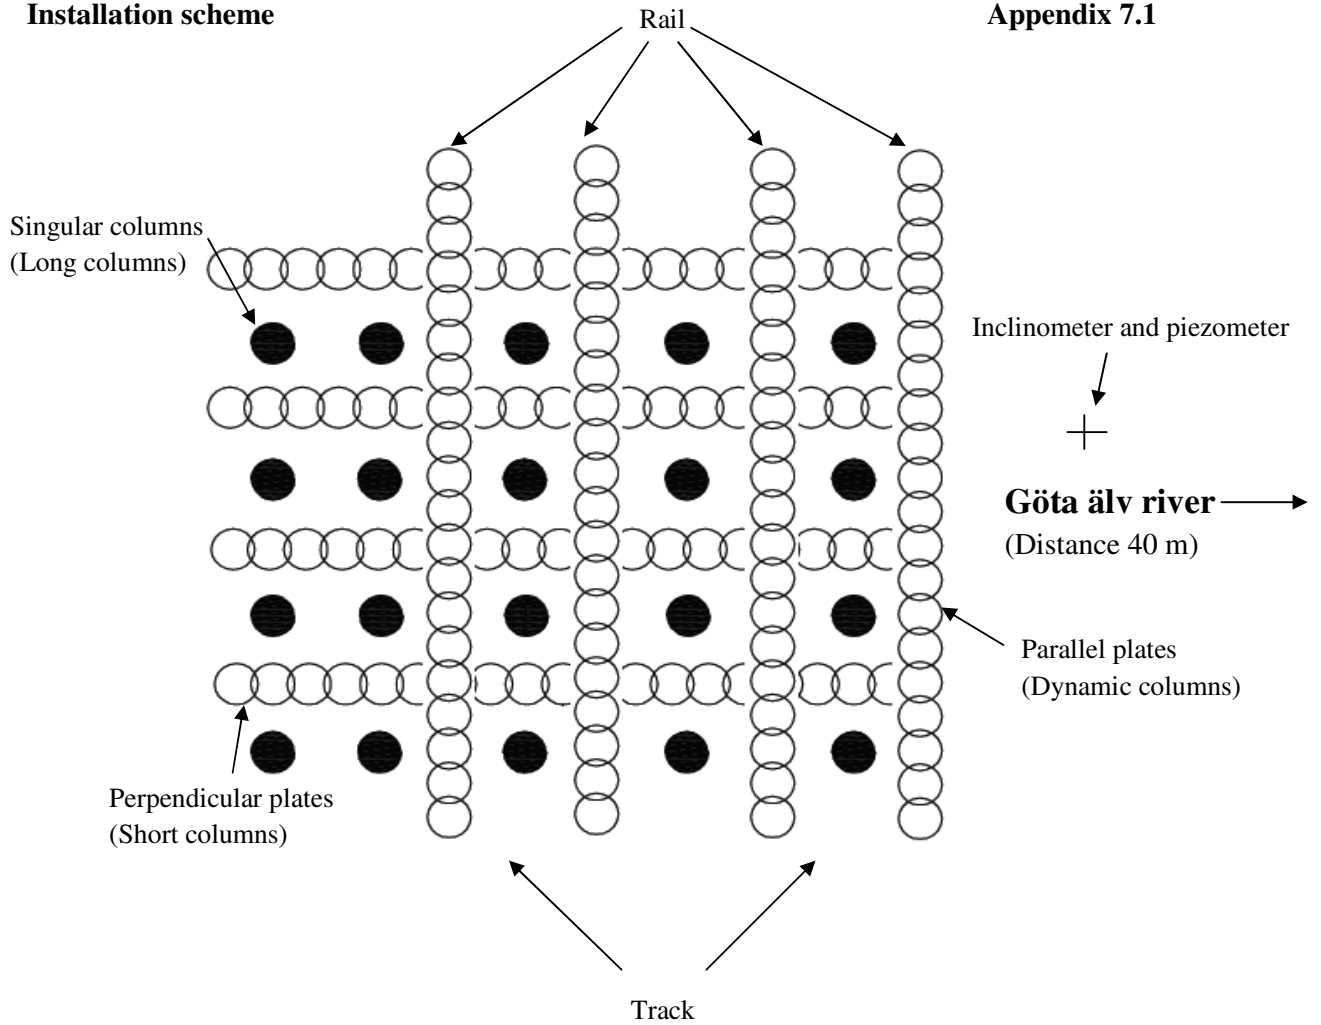 Installation scheme
Rail
Appendix 7.1
Singular columns
(Long columns)
Inclinometer and piezometer
Göta älv river
(Distance 40 m)
Parallel plates
(Dynamic columns)
Perpendicular plates
(Short columns)
Track